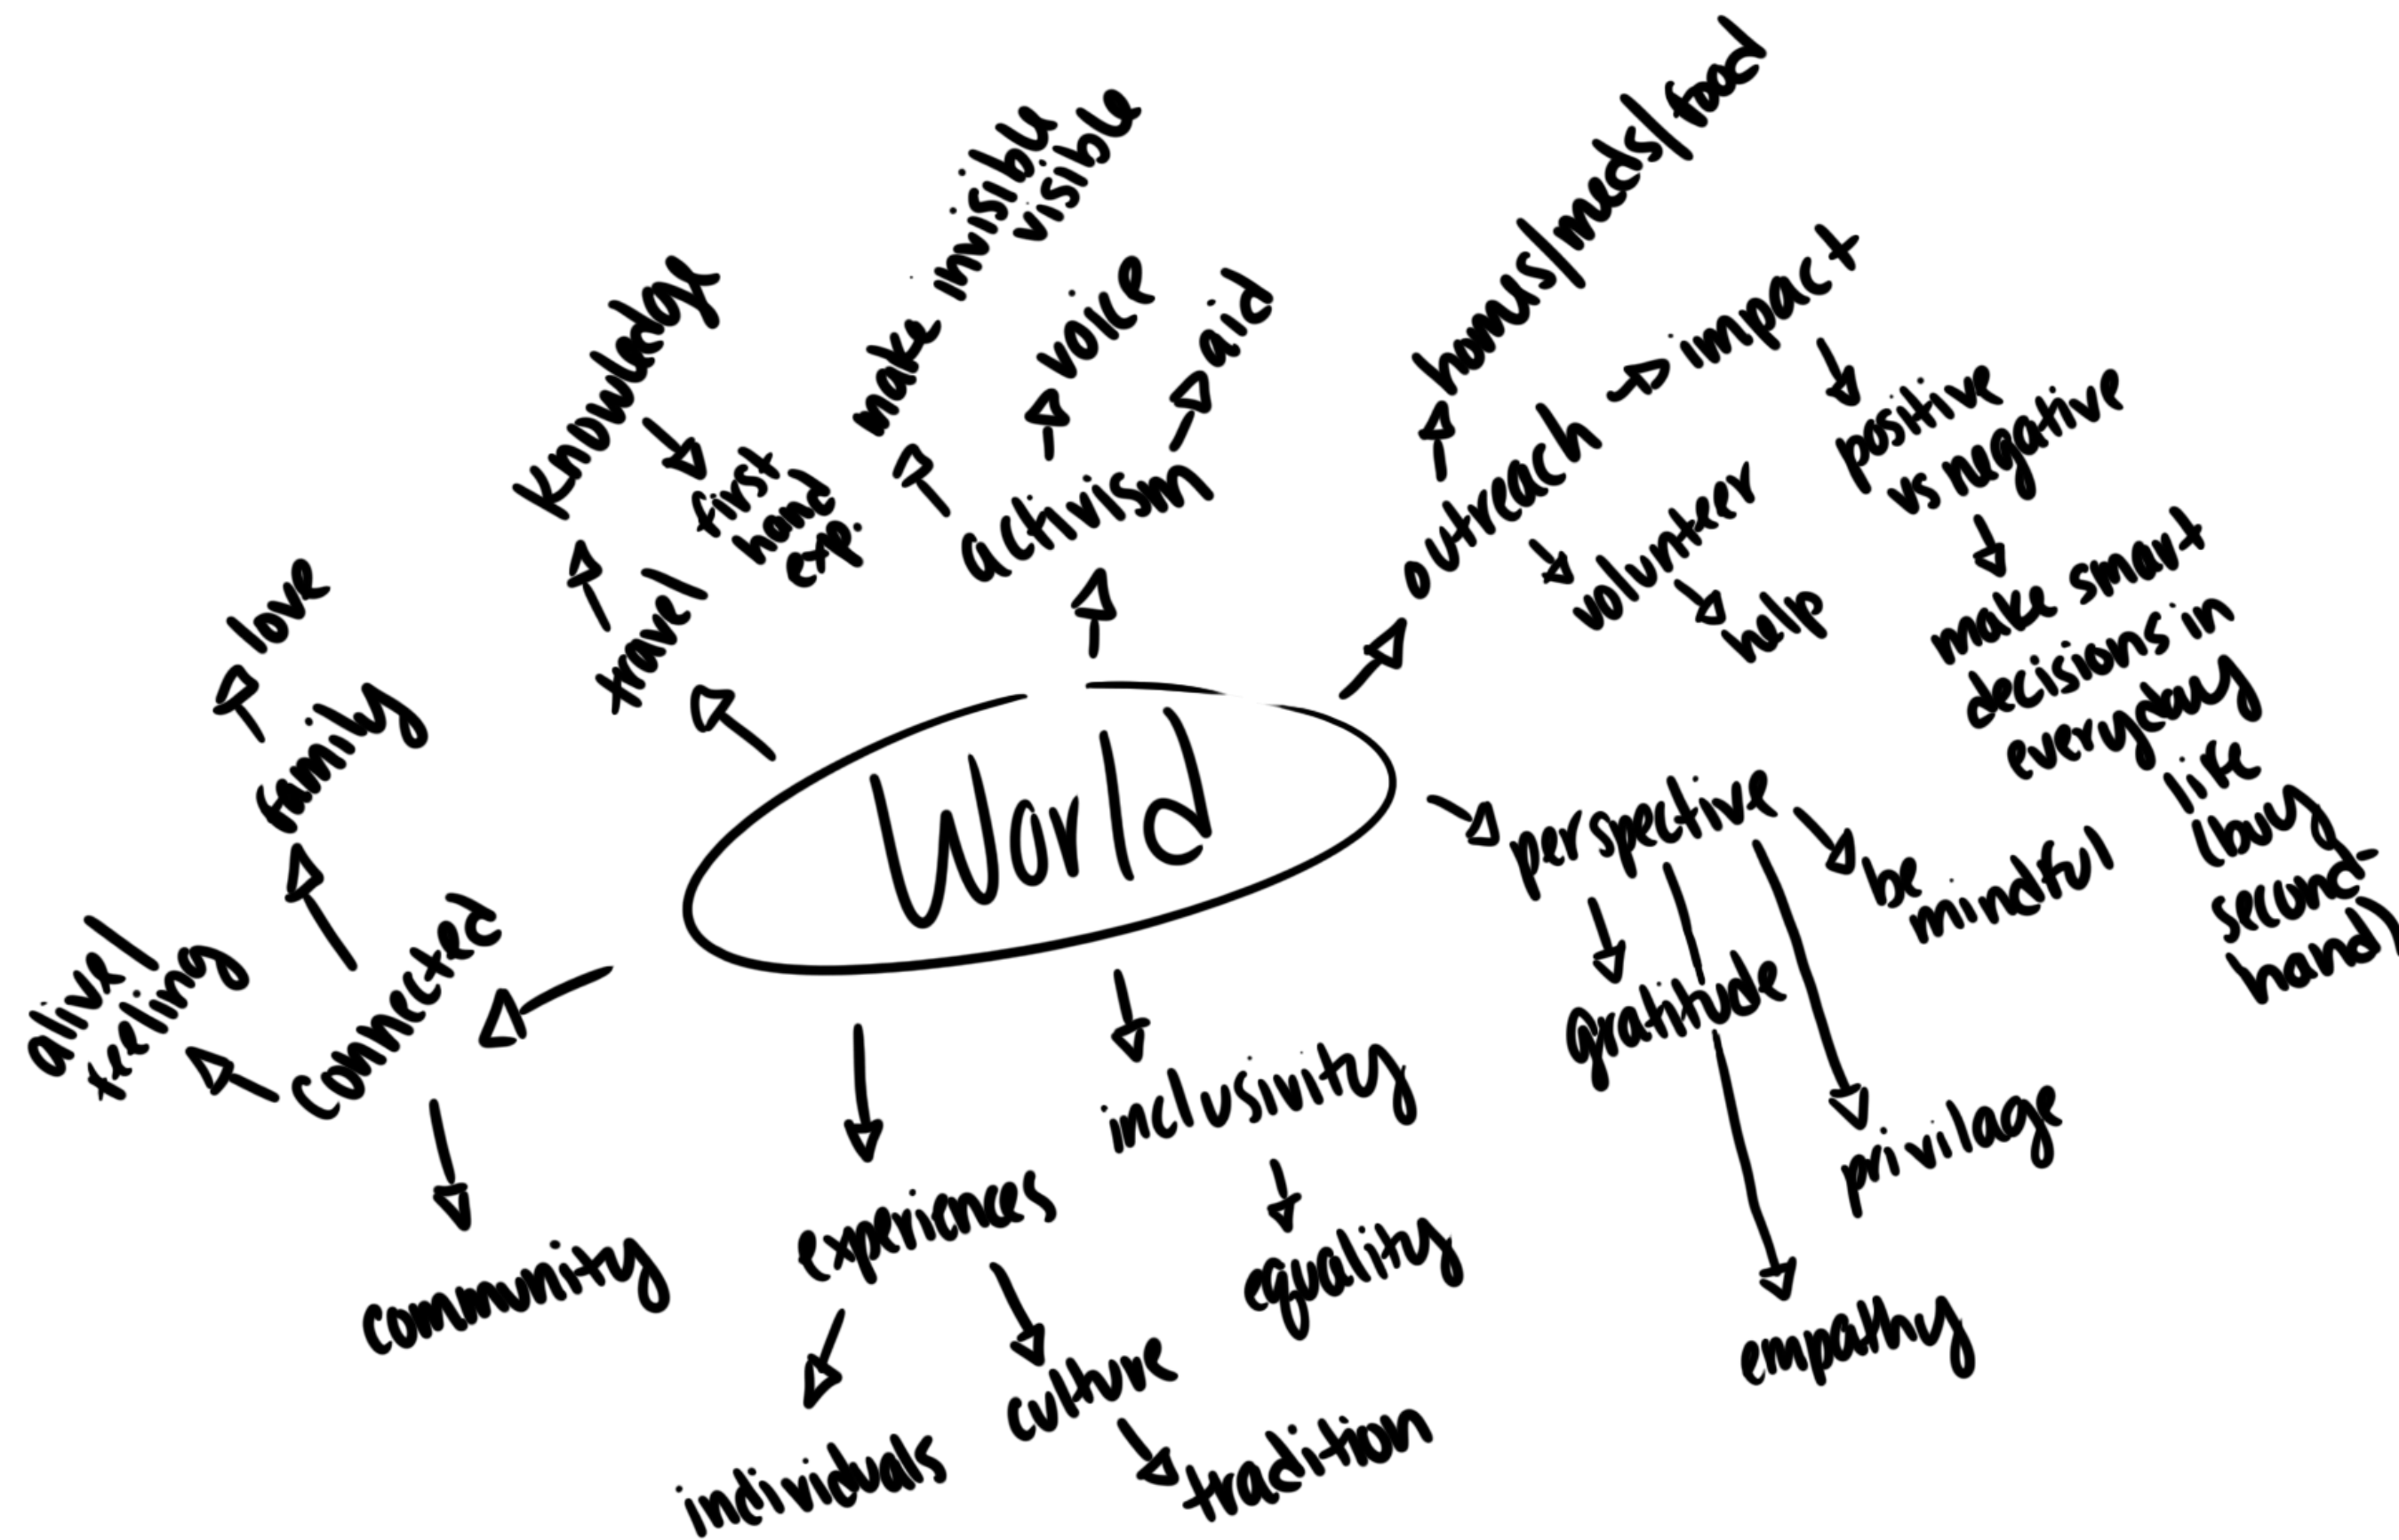 World
travel
Knowledge
first
hand
exp.
activism
make invisible
visible
voice
aid
outreach
homes/meds/food
impact
positive
vs negative
make smart
decisions in
everyday
life
(buy
second-
hand)
volunteer
help
perspective
be
mindful
gratitude
privilage
empathy
inclusivity
equality
experiences
individuals
culture
tradition
connected
community
family
love
alive/
feeling